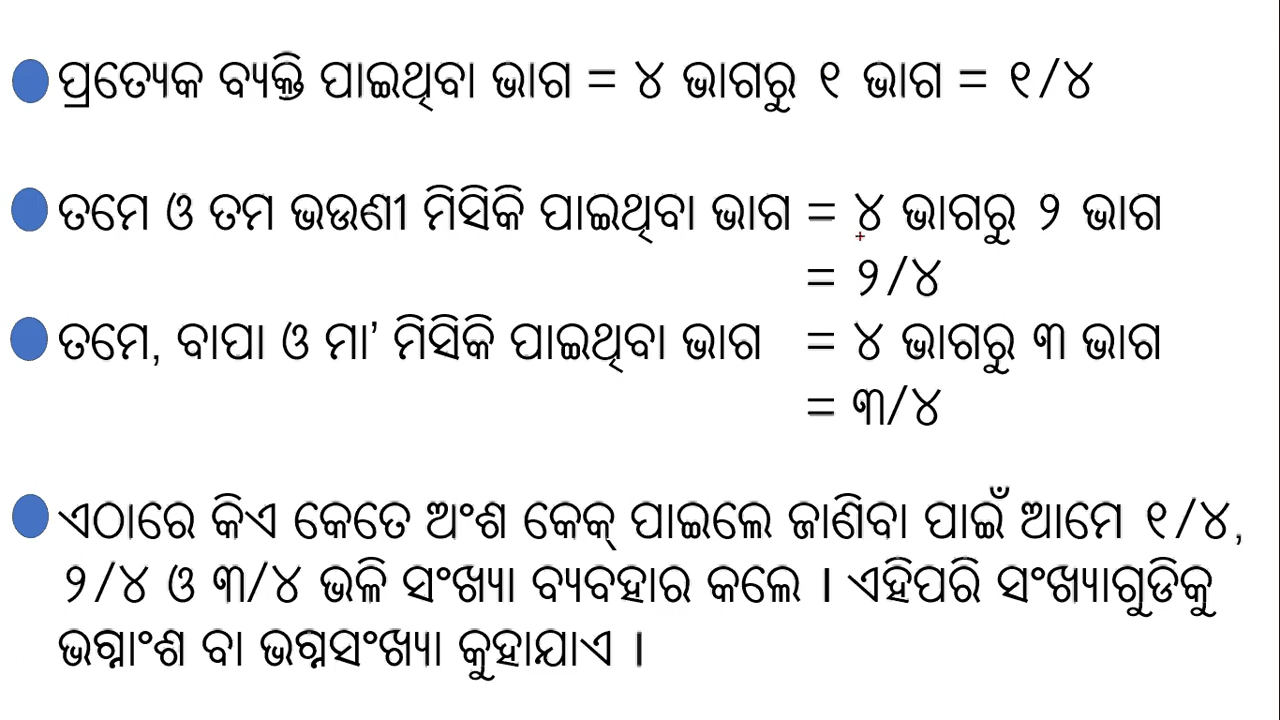 ପ୍ରତ୍ୟେକ ବ୍ୟକ୍ତି ପାଇଥିବା ଭାଗ = ୪ ଭାଗରୁ ୧ ଭାଗ = ୧/୪
ତମେ ଓ ତମ ଭଉଣୀ ମିସିକି ପାଇଥିବା ଭାଗ = ୪ ଭାଗରୁ ୨ ଭାଗ
= ୨/୪
ତମେ, ବାପା ଓ ମା’ ମିସିକି ପାଇଥିବା ଭାଗ = ୪ ଭାଗରୁ ୩ ଭାଗ
= ୩/୪
ଏଠାରେ କିଏ କେତେ ଅଂଶ କେକ୍ ପାଇଲେ ଜାଣିବା ପାଇଁ ଆମେ ୧/୪,
୨/୪ ଓ ୩/୪ ଭଳି ସଂଖ୍ୟା ବ୍ୟବହାର କଲେ । ଏହିପରି ସଂଖ୍ୟାଗୁଡିକୁ
ଭଗ୍ନାଂଶ ବା ଭଗ୍ନସଂଖ୍ୟା କୁହାଯାଏ ।